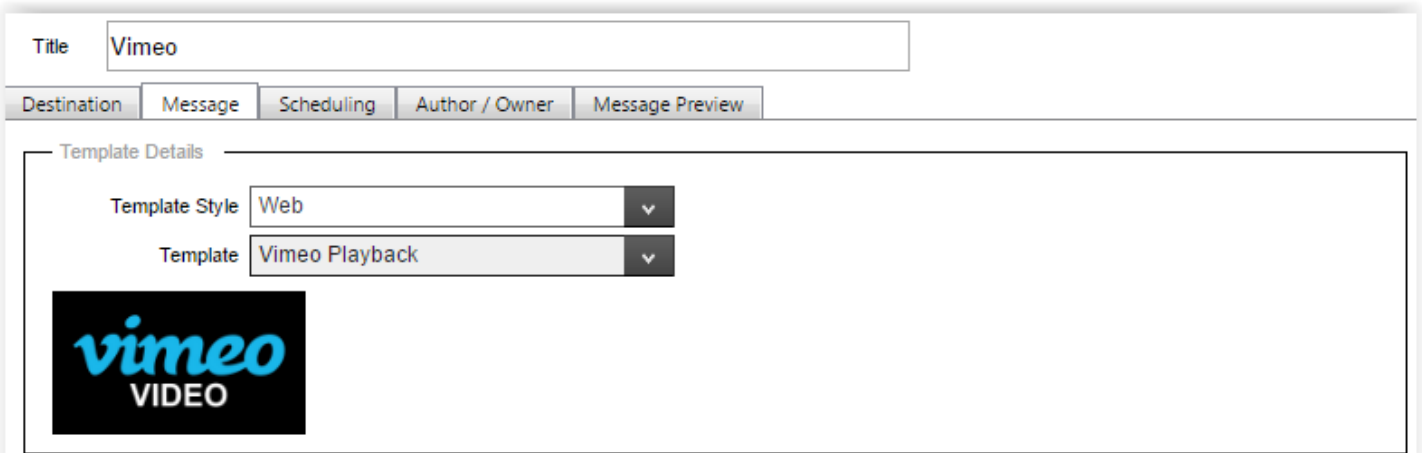 Title Vimeo
Destination Message Scheduling Author / Owner Message Preview
Template Details
Template Style Web
Template Vimeo Playback
vimeo
VIDEO